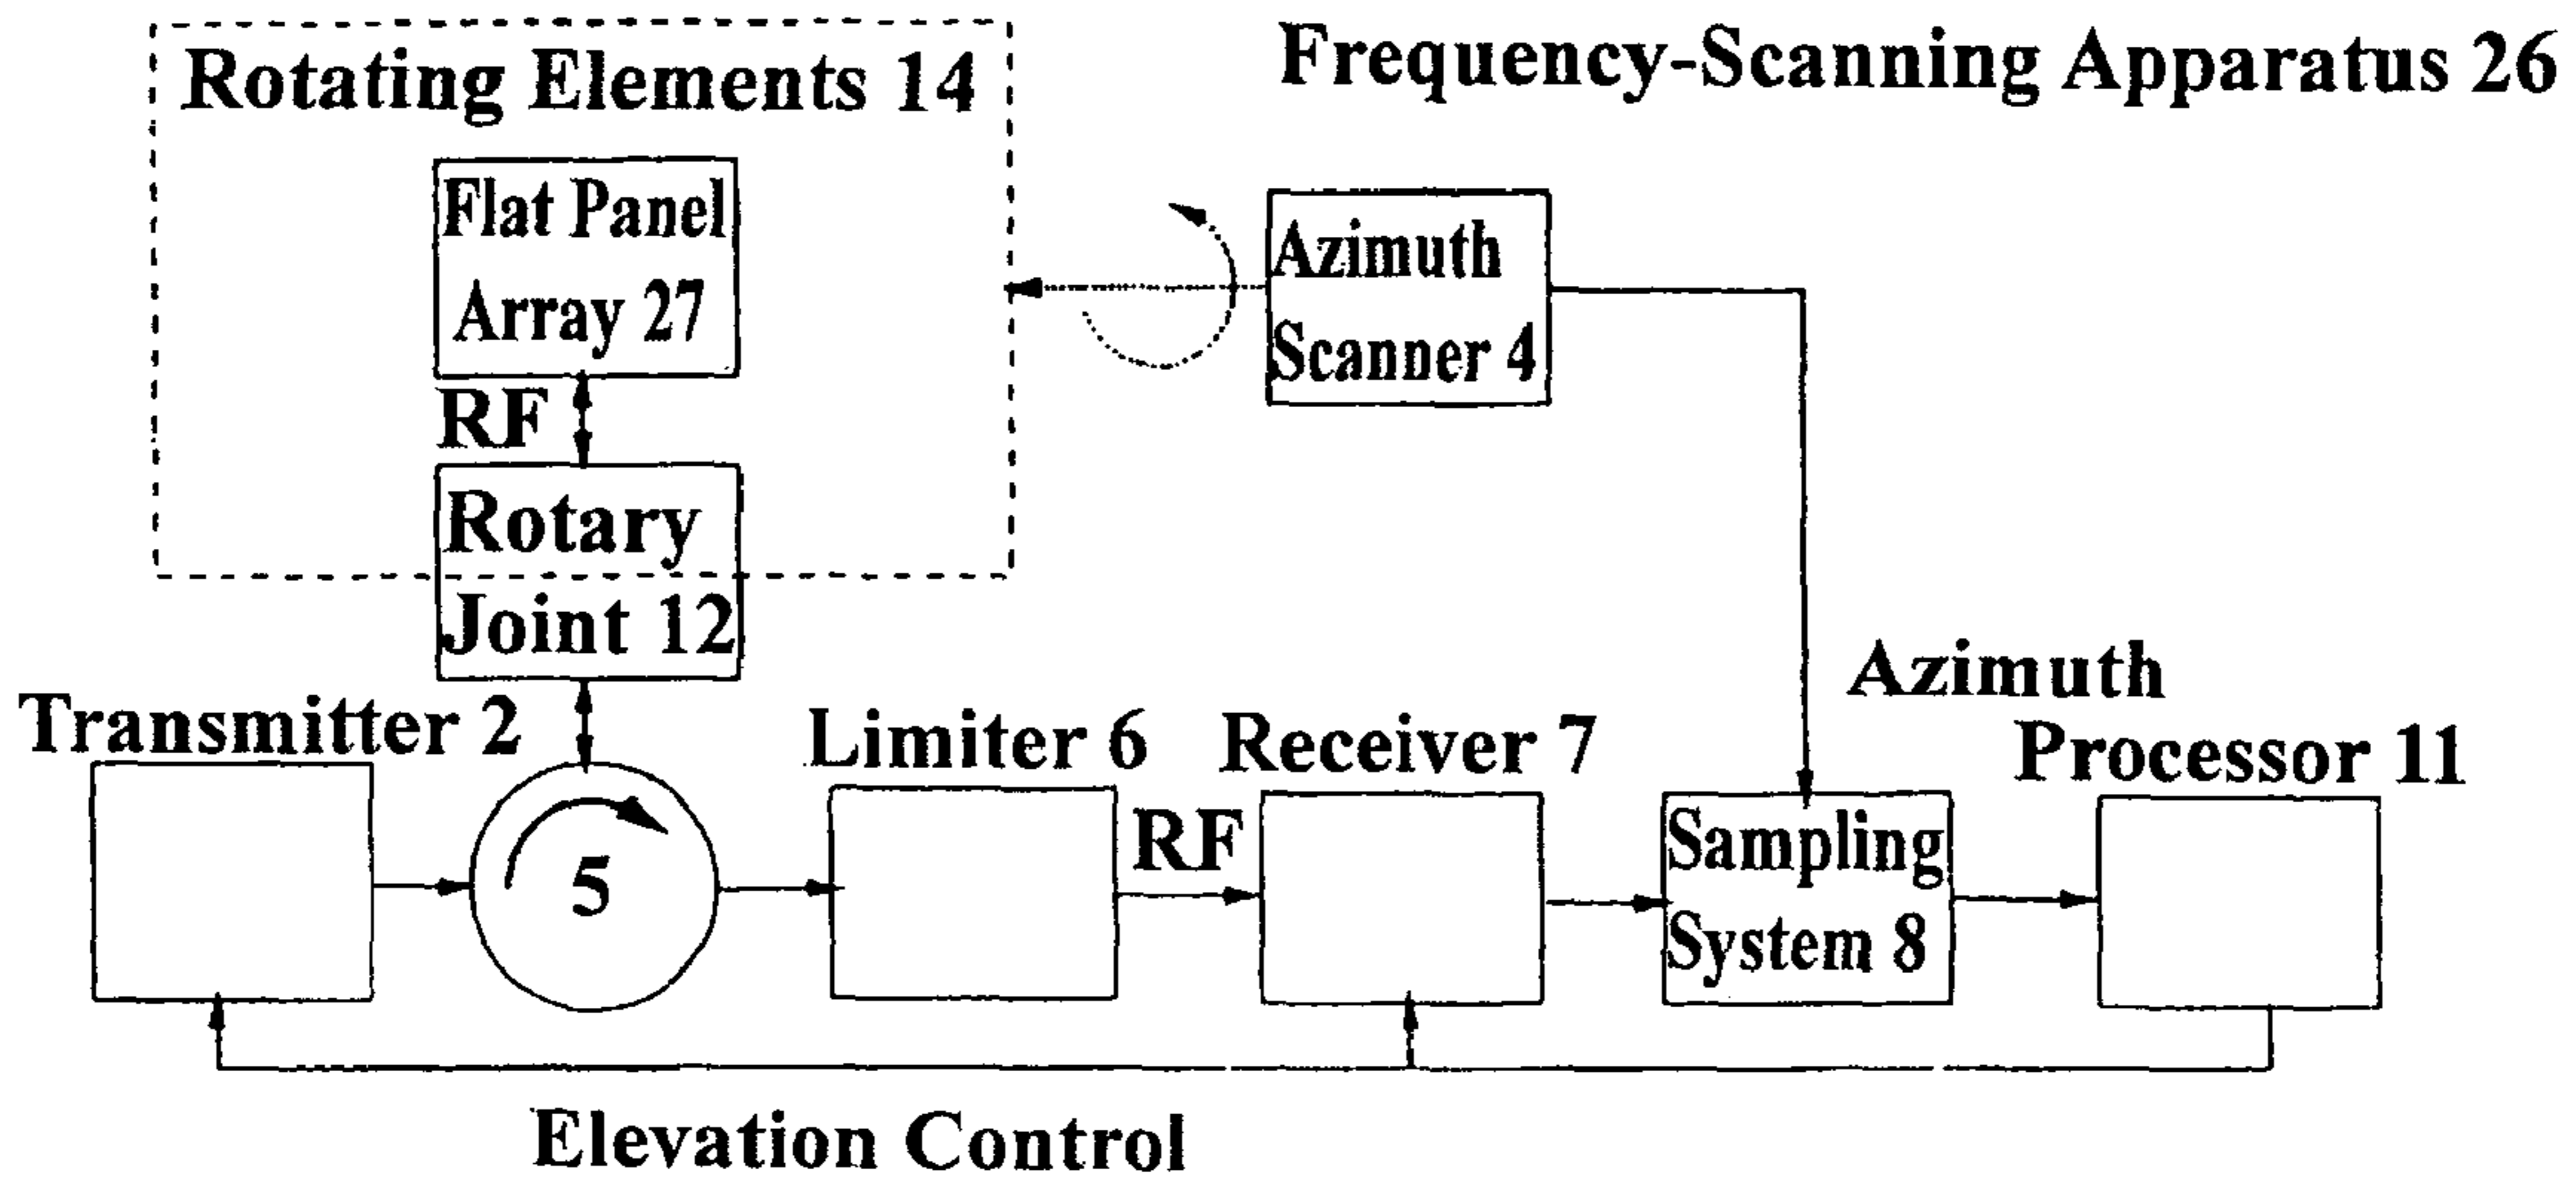 Rotating Elements 14
Frequency-Scanning Apparatus 26
Flat Panel
Array 27
Azimuth
Scanner 4
RF
Rotary
Joint 12
Azimuth
Transmitter 2
Limiter 6
Receiver 7
Processor 11
RF
5
Sampling
System 8
Elevation Control